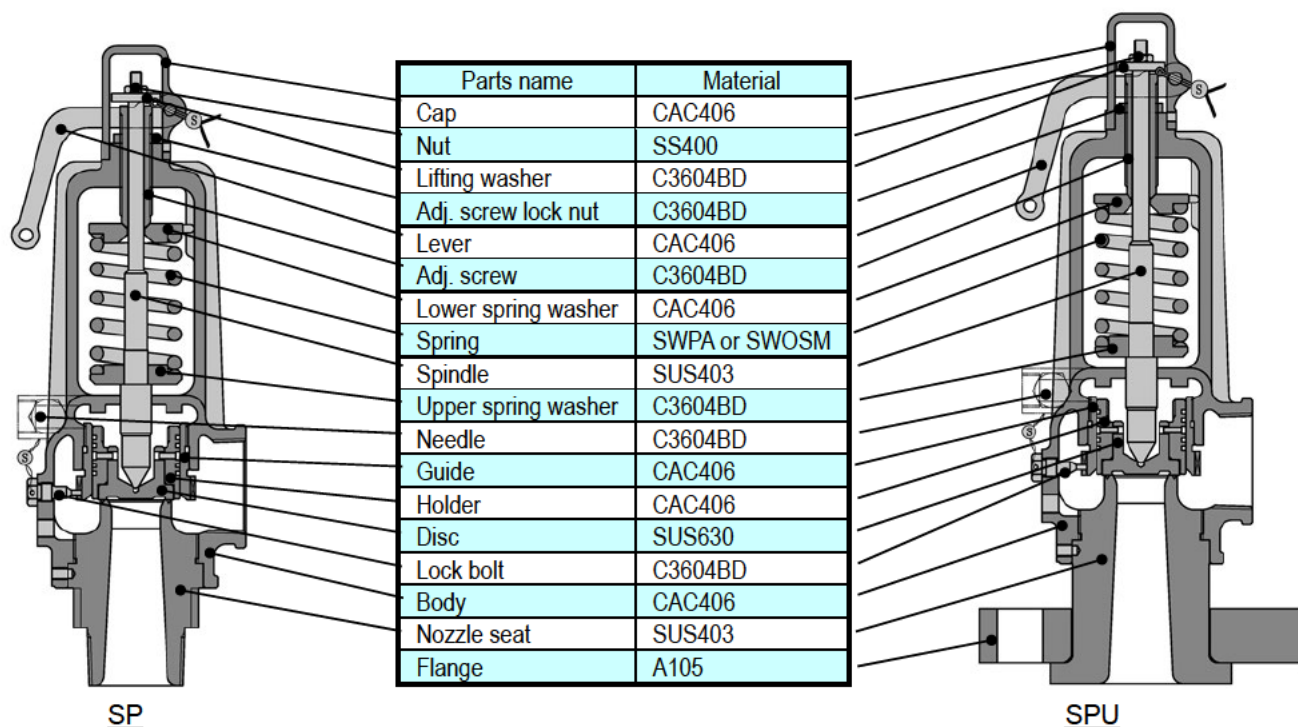 Parts name Material
Cap CAC406
Nut SS400
Lifting washer C3604BD
Adj. screw lock nut C3604BD
Lever CAC406
Adj. screw C3604BD
Lower spring washer CAC406
Spring SWPA or SWOSM
Spindle SUS403
Upper spring washer C3604BD
Needle C3604BD
Guide CAC406
Holder CAC406
Disc SUS630
Lock bolt C3604BD
Body CAC406
Nozzle seat SUS403
Flange A105
S
S
S
S
SP
SPU